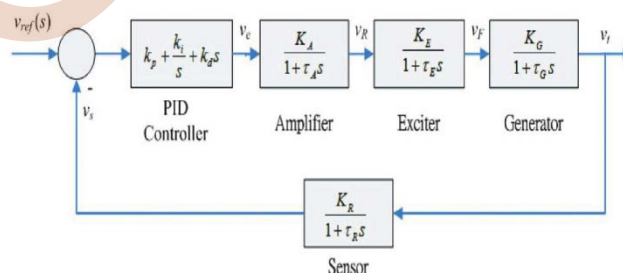 v_ref(s)
k_p + k_i/s + k_d s
v_c
K_A/(1+τ_A s)
v_R
K_E/(1+τ_E s)
v_F
K_G/(1+τ_G s)
v_t
-
v_s
PID
Controller
Amplifier
Exciter
Generator
K_R/(1+τ_R s)
Sensor